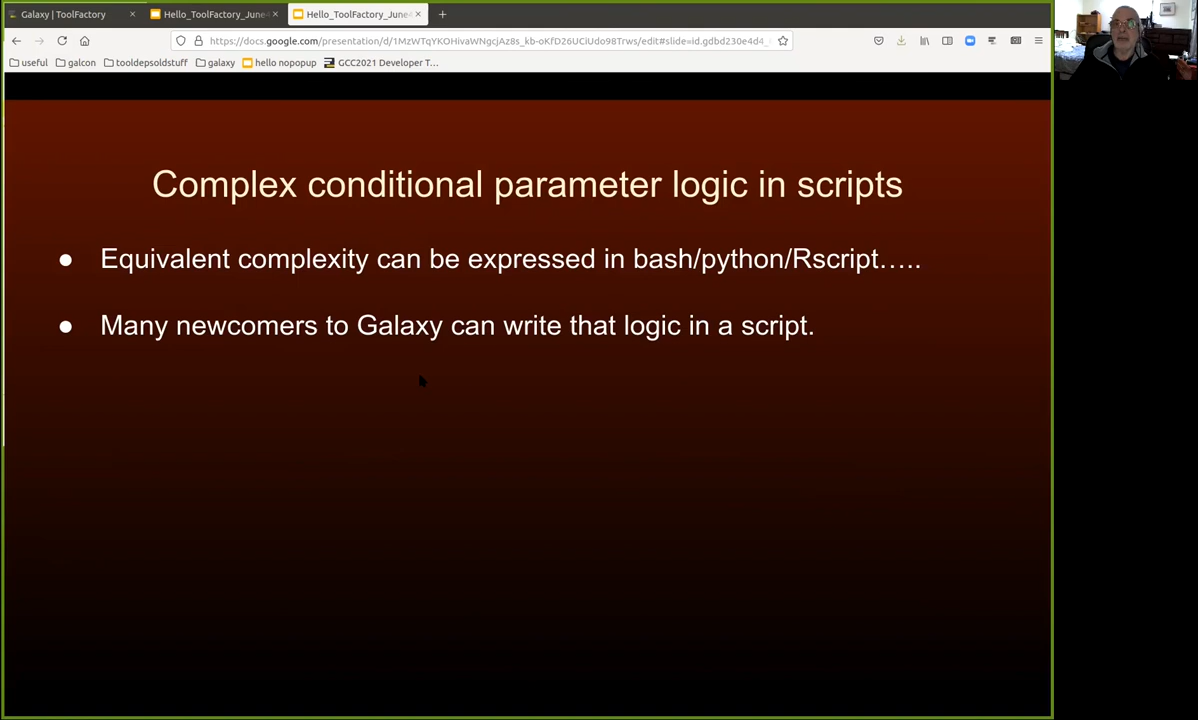 Galaxy | ToolFactory
Hello_ToolFactory_June
Hello_ToolFactory_June
https://docs.google.com/presentation/d/1MzWTqYKOHivaWNgcjAz8s_kb-oKfD26UCiUdo98Trws/edit#slide=id.gdbd230e4d4_
useful
galcon
tooldepsoldstuff
galaxy
hello nopopup
GCC2021 Developer T...
Complex conditional parameter logic in scripts
● Equivalent complexity can be expressed in bash/python/Rscript…..
● Many newcomers to Galaxy can write that logic in a script.